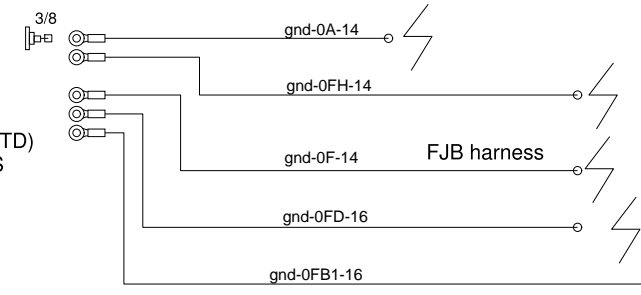 3/8
gnd-0A-14
gnd-0FH-14
TD)
S
gnd-0F-14
FJB harness
gnd-0FD-16
gnd-0FB1-16